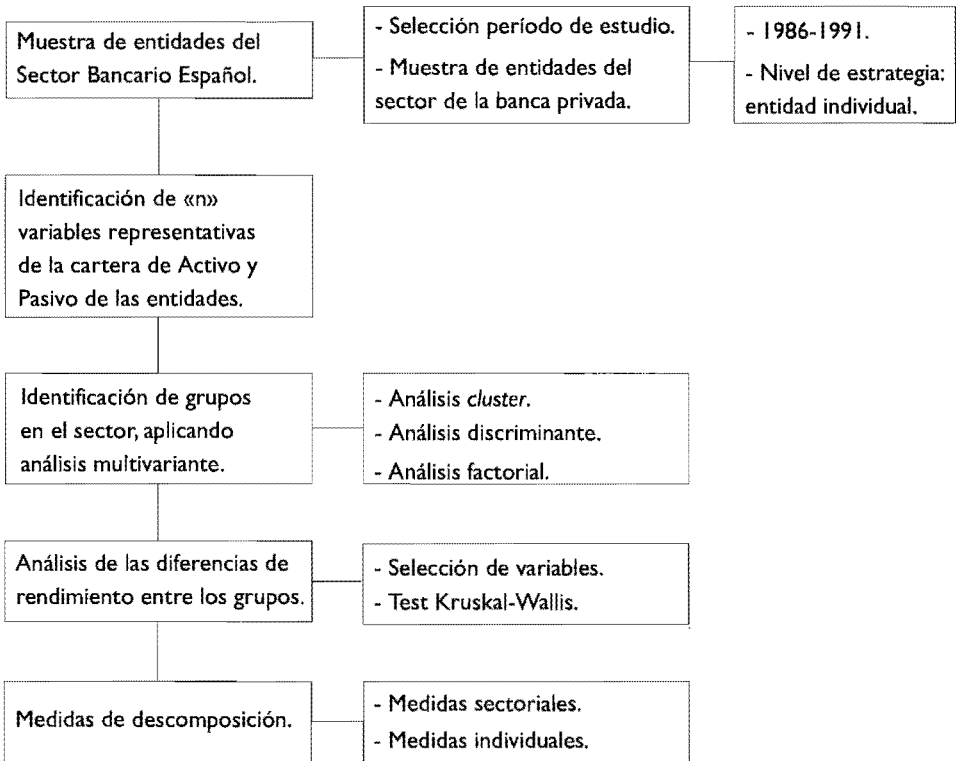 Muestra de entidades del
Sector Bancario Español.
- Selección período de estudio.
- Muestra de entidades del
sector de la banca privada.
- 1986-1991.
- Nivel de estrategia:
entidad individual.
Identificación de «n»
variables representativas
de la cartera de Activo y
Pasivo de las entidades.
Identificación de grupos
en el sector, aplicando
análisis multivariante.
- Análisis cluster.
- Análisis discriminante.
- Análisis factorial.
Análisis de las diferencias de
rendimiento entre los grupos.
- Selección de variables.
- Test Kruskal-Wallis.
Medidas de descomposición.
- Medidas sectoriales.
- Medidas individuales.